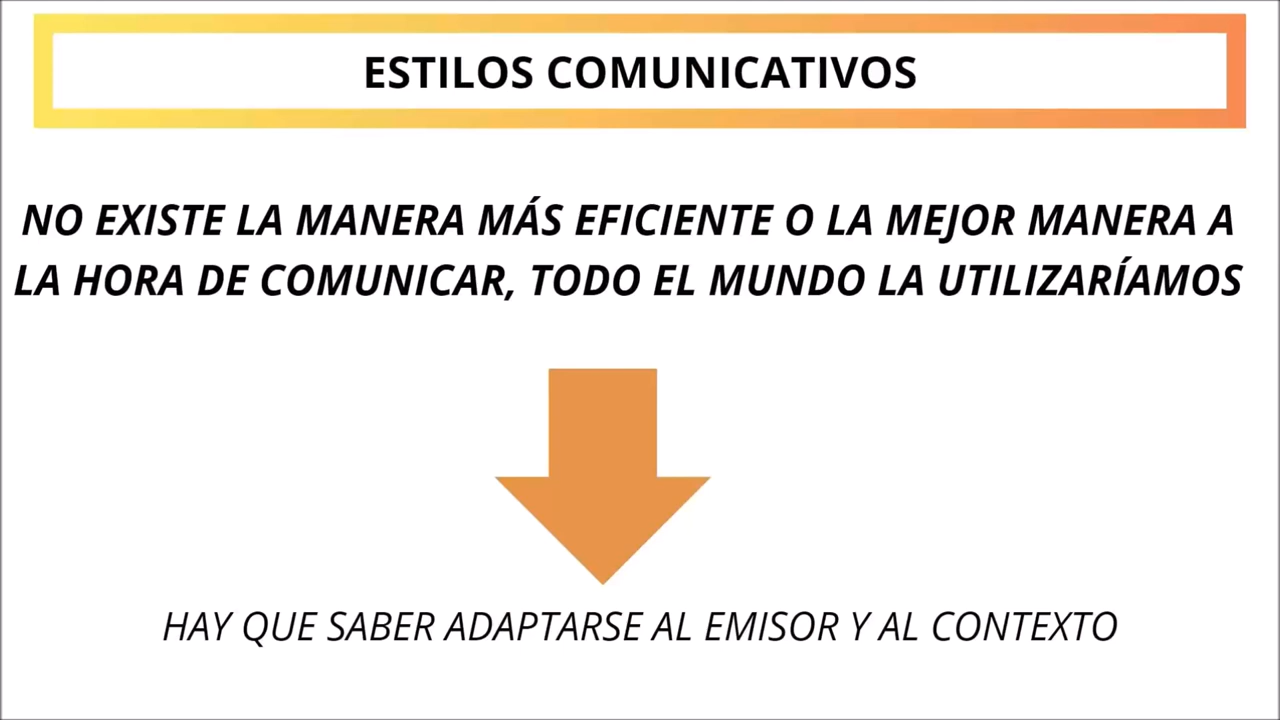 ESTILOS COMUNICATIVOS
NO EXISTE LA MANERA MÁS EFICIENTE O LA MEJOR MANERA A
LA HORA DE COMUNICAR, TODO EL MUNDO LA UTILIZARÍAMOS
HAY QUE SABER ADAPTARSE AL EMISOR Y AL CONTEXTO